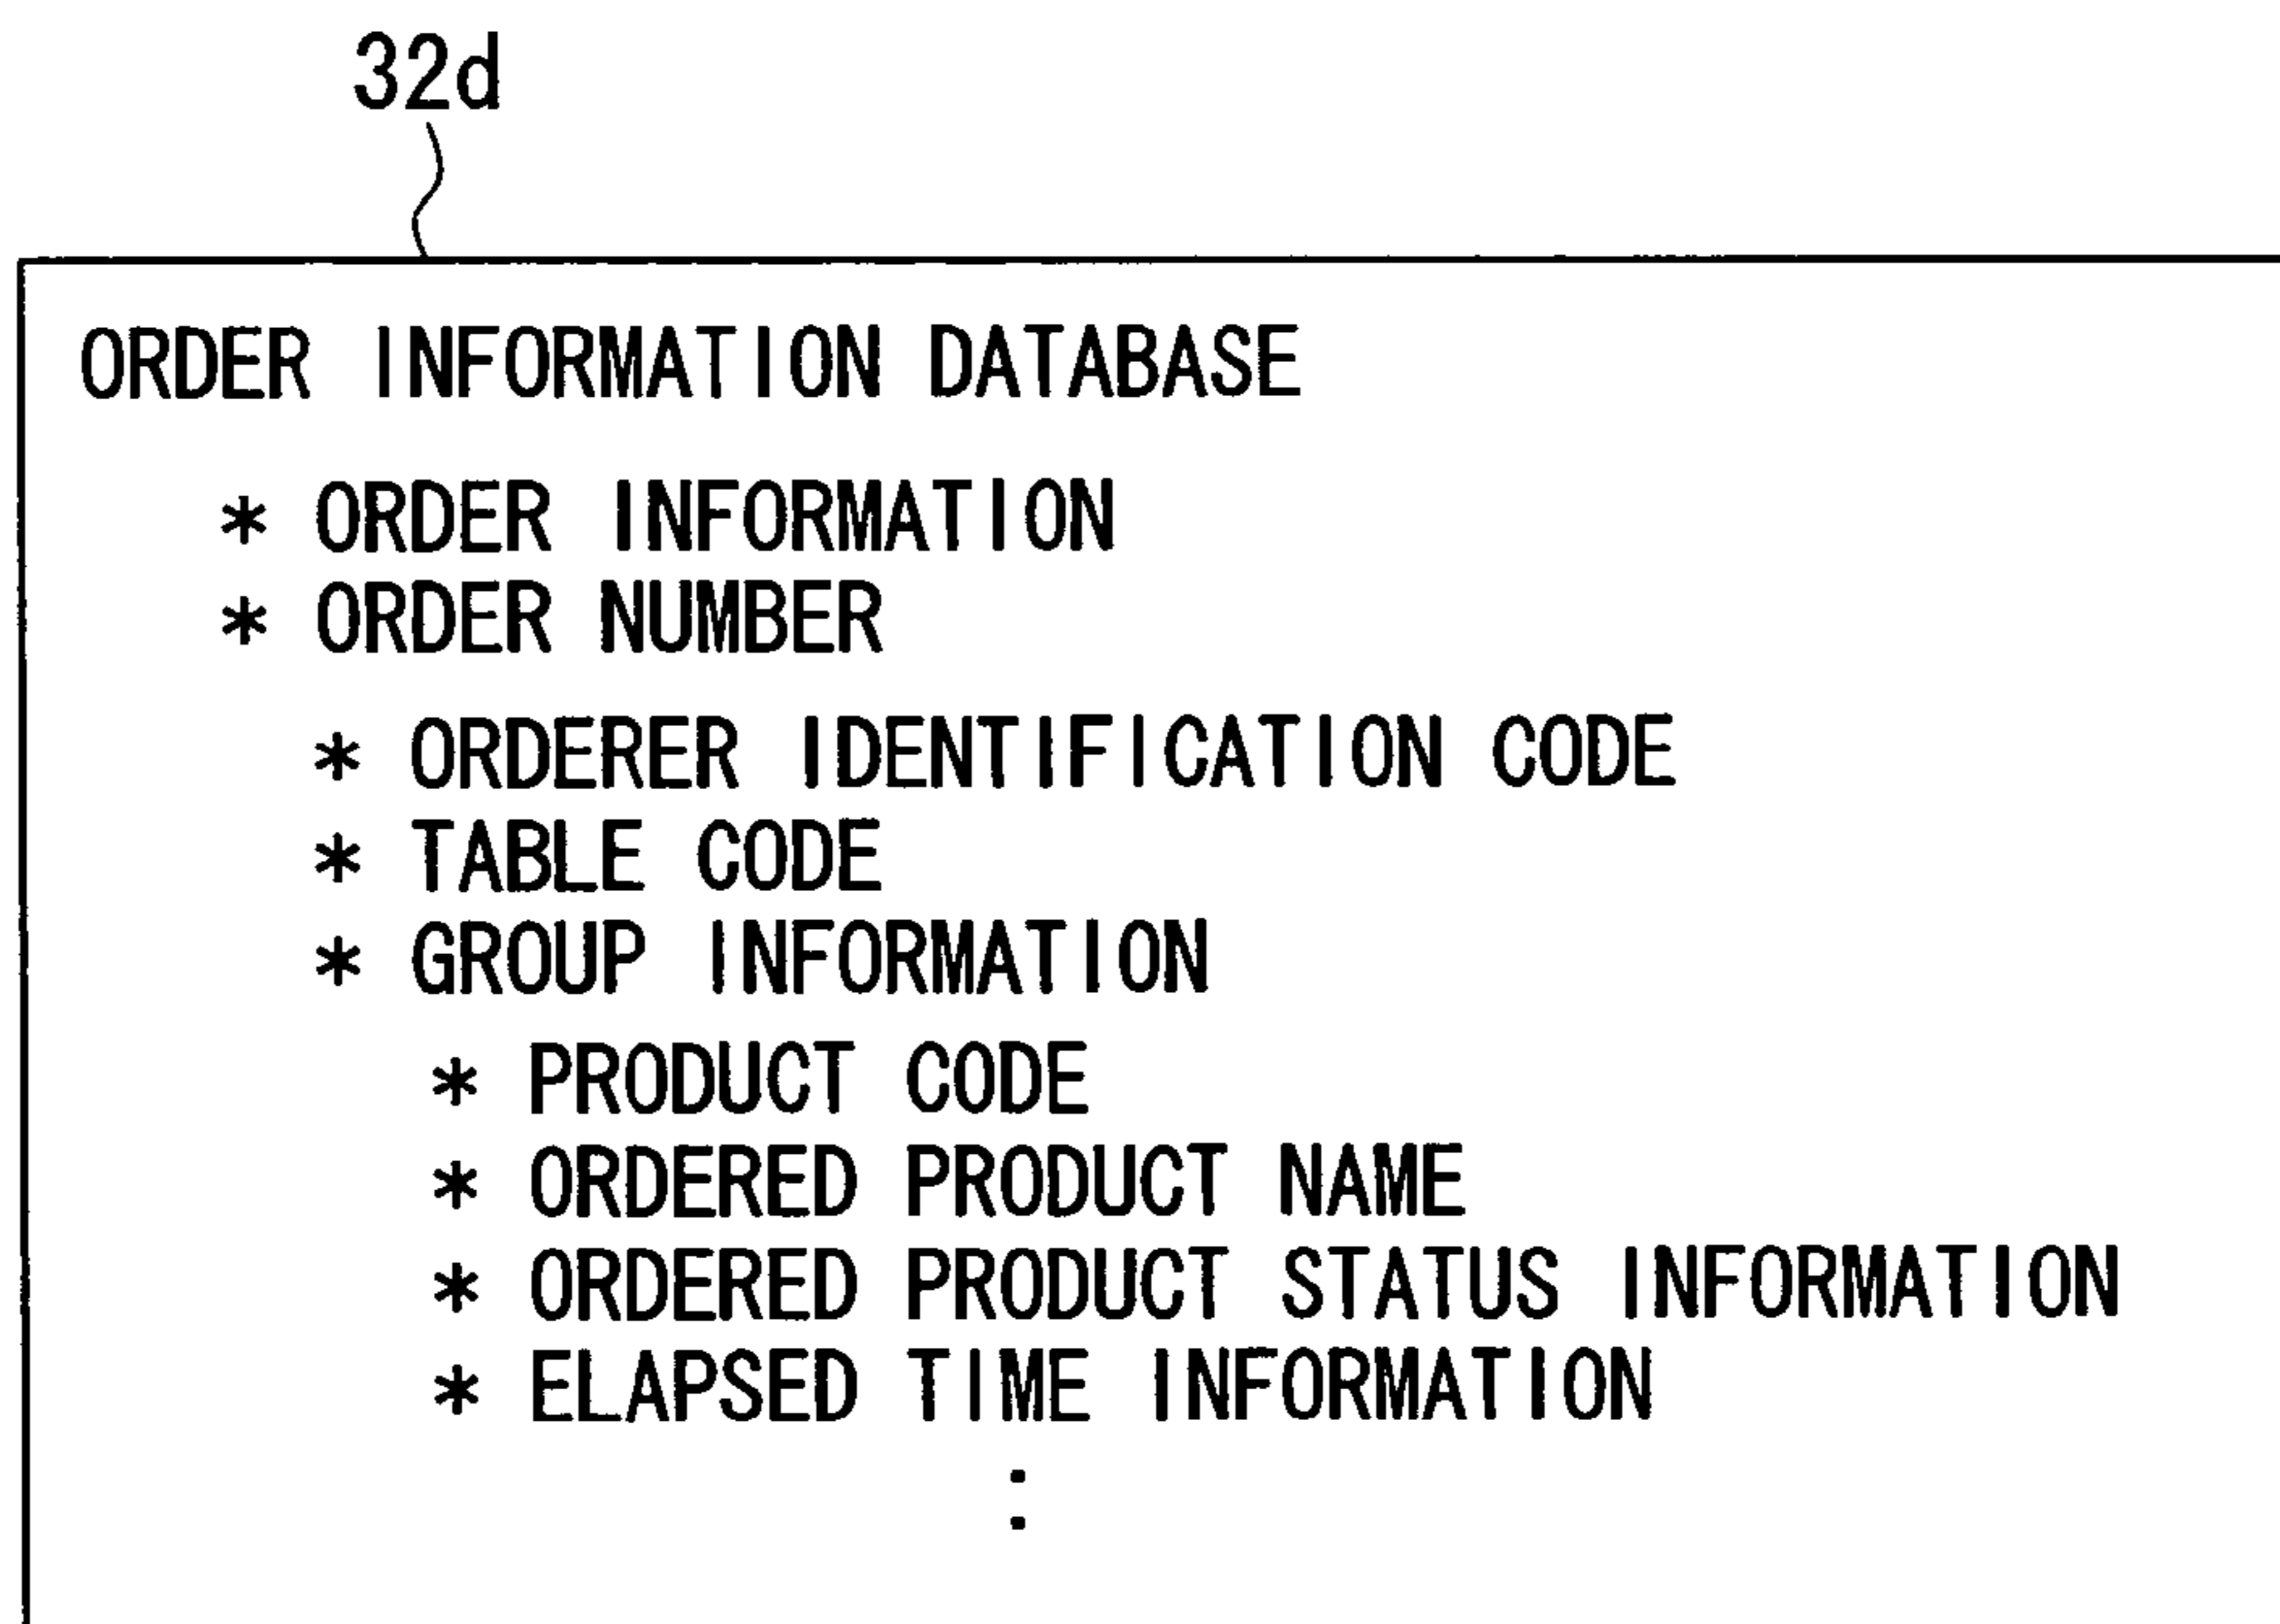 32d
ORDER INFORMATION DATABASE
* ORDER INFORMATION
* ORDER NUMBER
* ORDERER IDENTIFICATION CODE
* TABLE CODE
* GROUP INFORMATION
* PRODUCT CODE
* ORDERED PRODUCT NAME
* ORDERED PRODUCT STATUS INFORMATION
* ELAPSED TIME INFORMATION
: